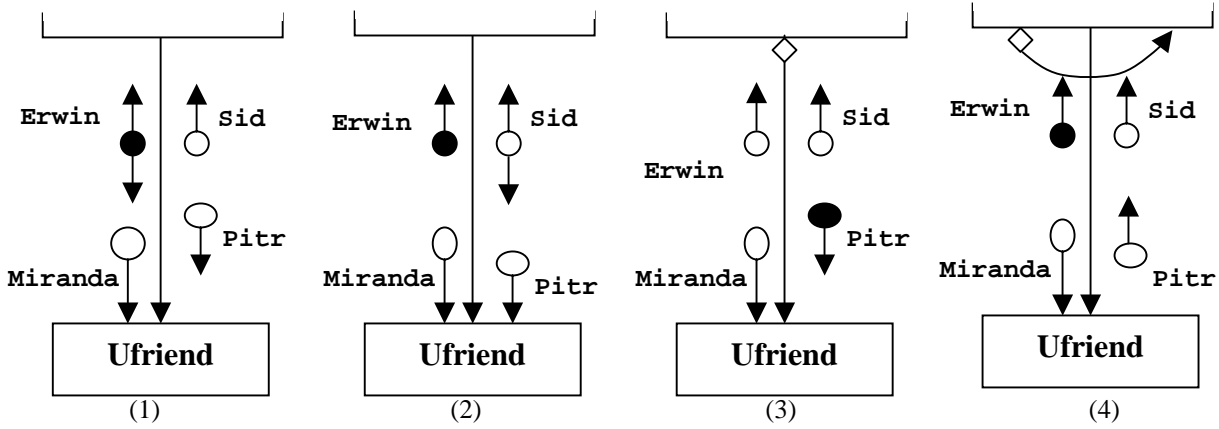 Erwin
Sid
Miranda
Pitr
Ufriend
(1)
Erwin
Sid
Miranda
Pitr
Ufriend
(2)
Erwin
Sid
Miranda
Pitr
Ufriend
(3)
Erwin
Sid
Miranda
Pitr
Ufriend
(4)